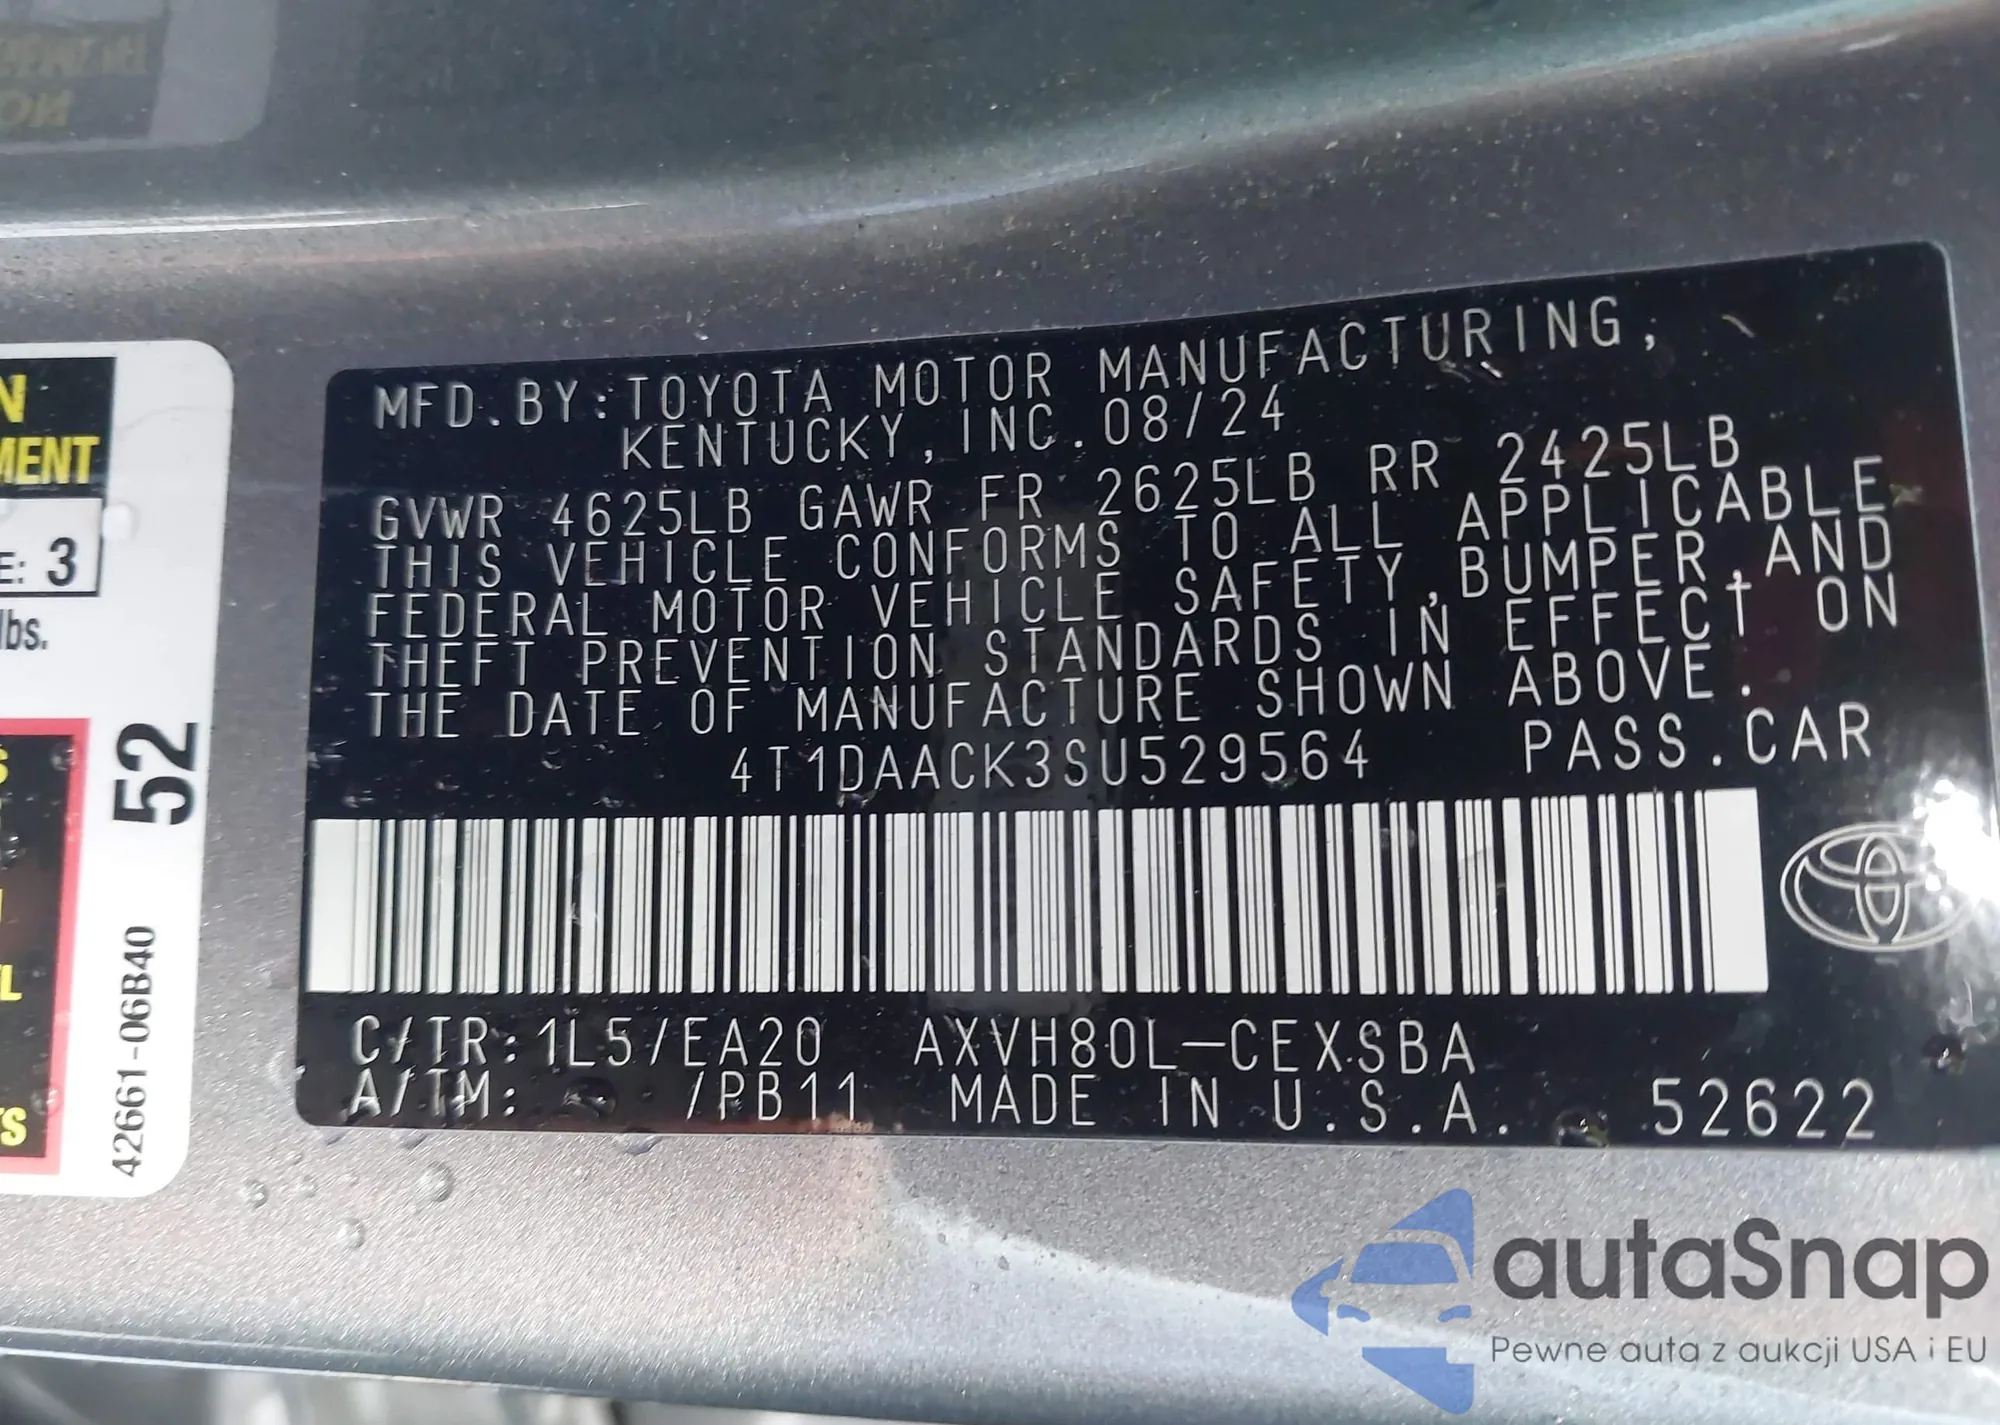 MFD.BY:TOYOTA MOTOR MANUFACTURING,
KENTUCKY,INC.08/24
GVWR 4625LB GAWR FR 2625LB RR 2425LB
THIS VEHICLE CONFORMS TO ALL APPLICABLE
FEDERAL MOTOR VEHICLE SAFETY,BUMPER,AND
THEFT PREVENTION STANDARDS IN EFFECT ON
THE DATE OF MANUFACTURE SHOWN ABOVE.
4T1DAACK3SU529564 PASS.CAR
C/TR:1L5/EA20 AXVH80L-CEXSBA
A/TM: /PB11 MADE IN U.S.A. 52622
N
MENT
E: 3
lbs.
52
42661-06B40
S
L
TS
autaSnap
Pewne auta z aukcji USA i EU